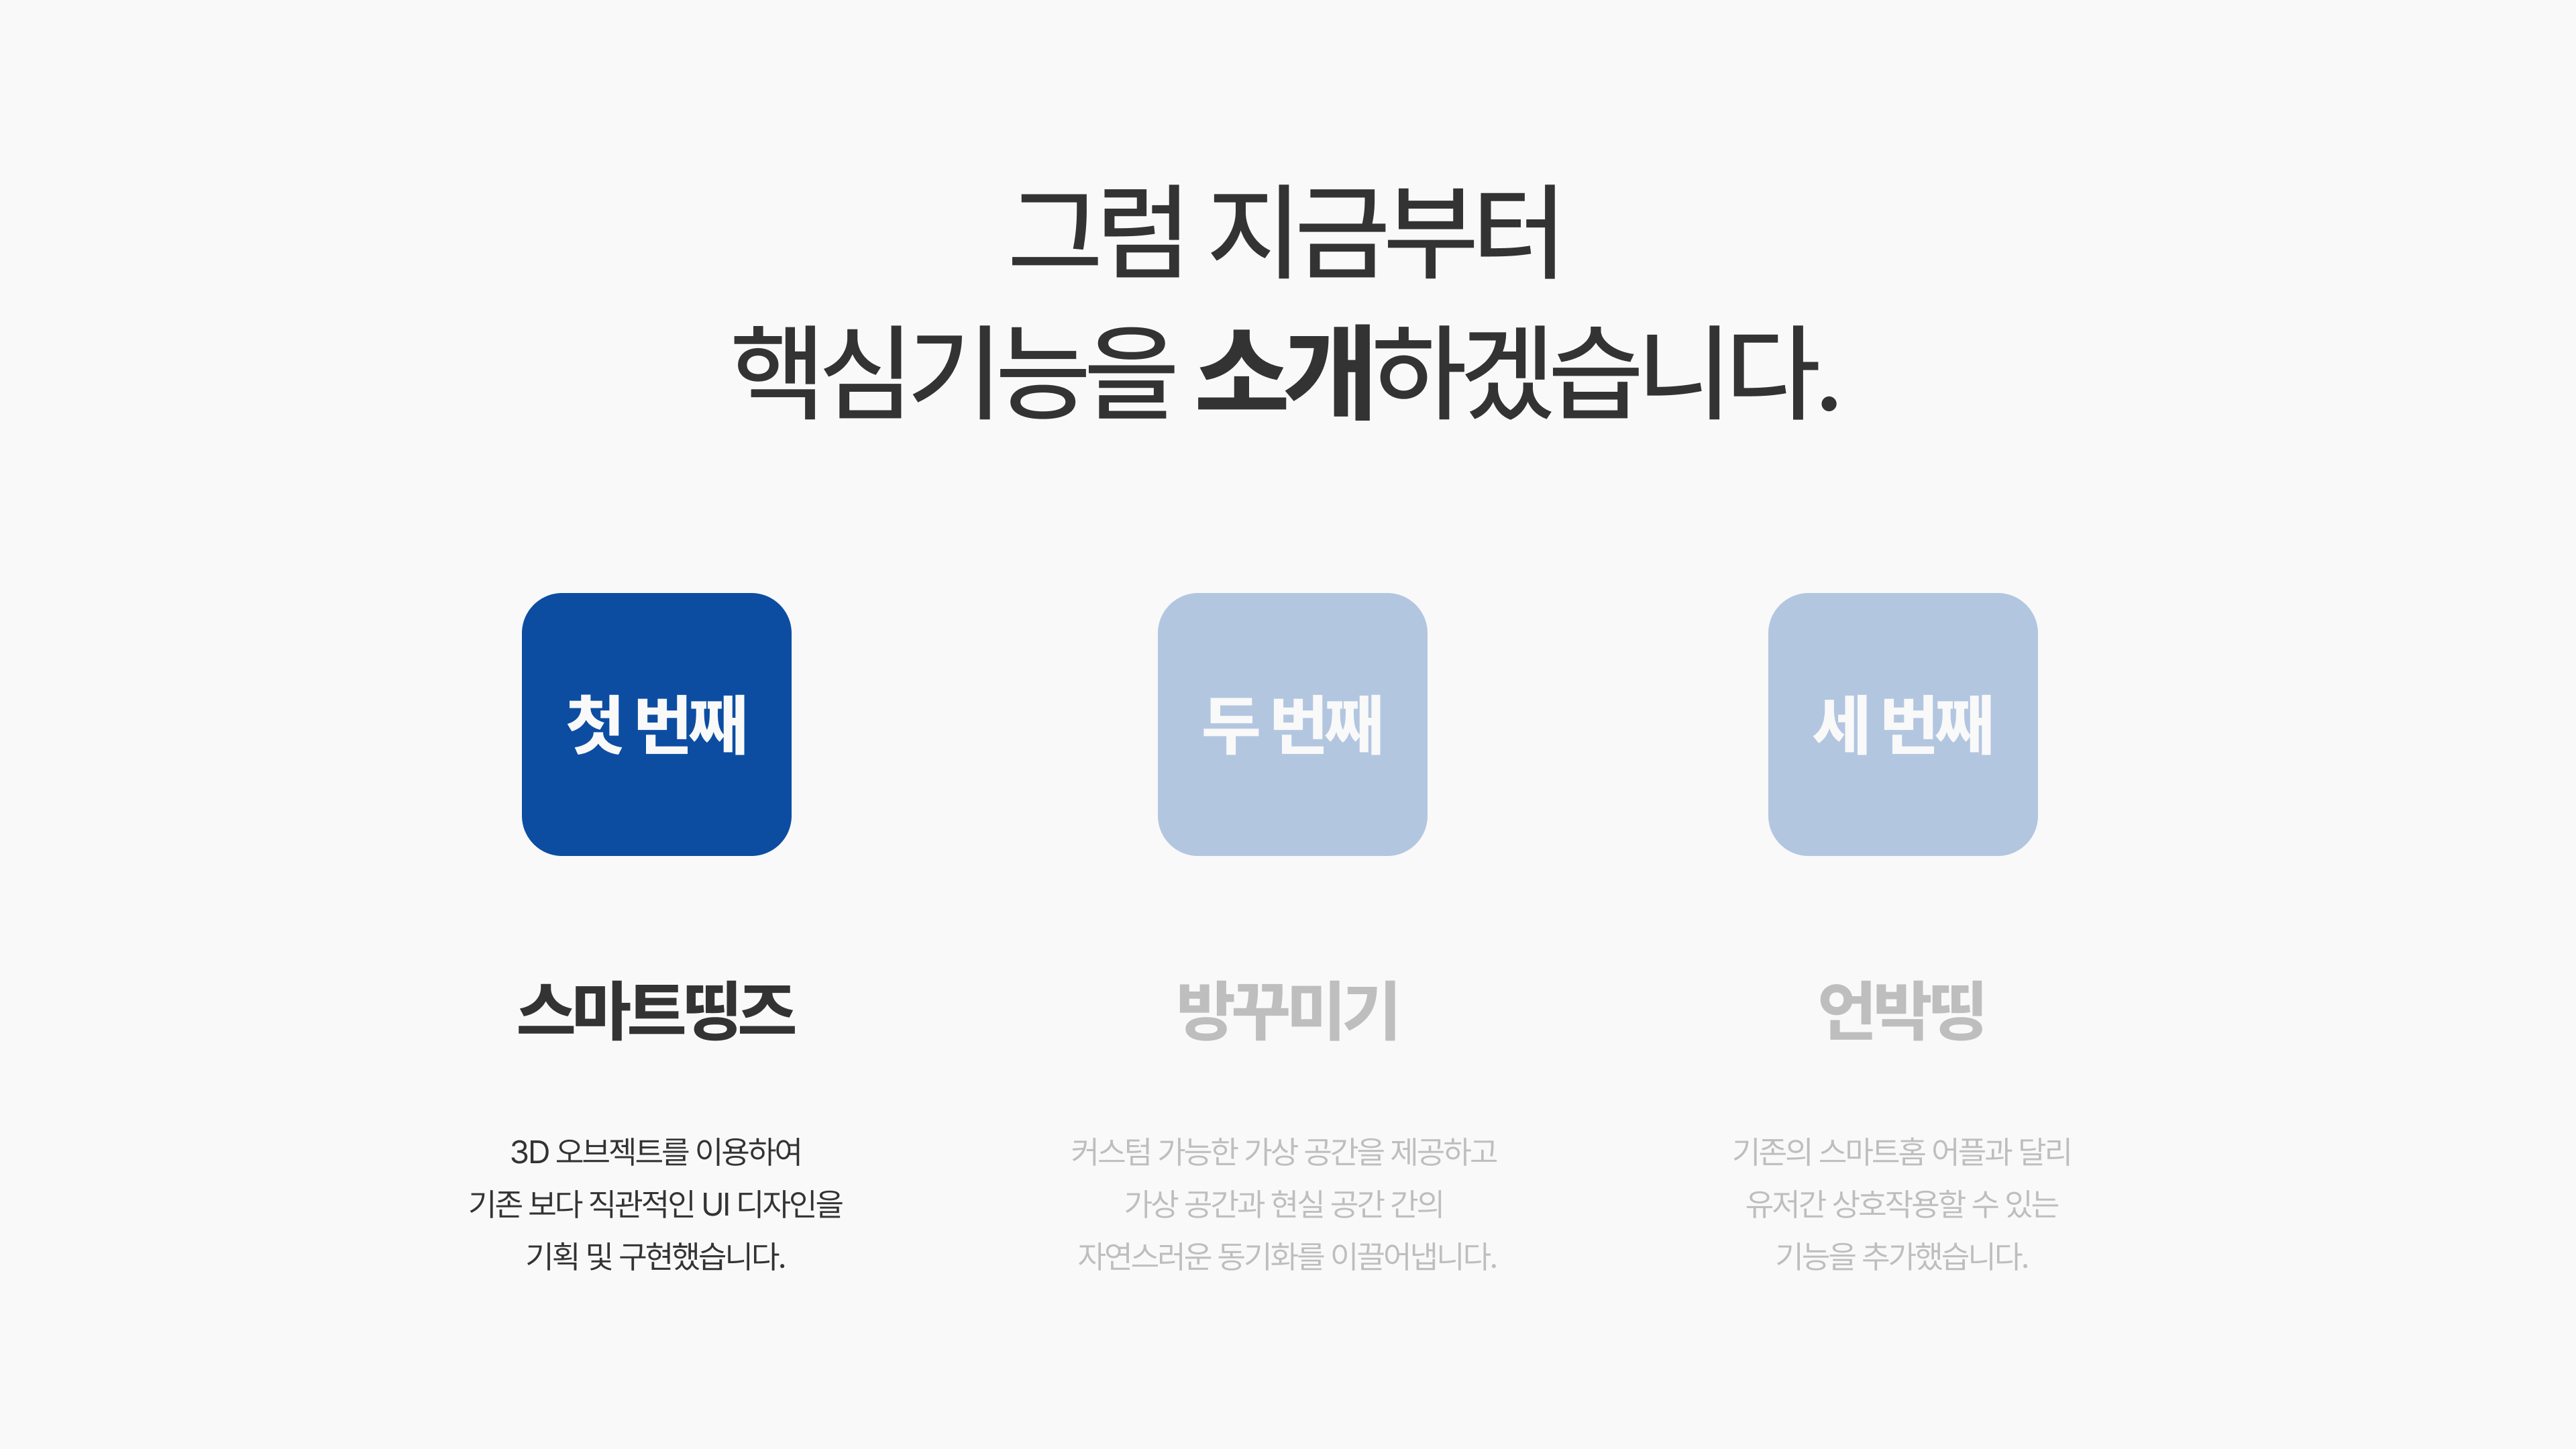 그럼 지금부터
핵심기능을 소개하겠습니다.
첫 번째
스마트띵즈
3D 오브젝트를 이용하여
기존 보다 직관적인 UI 디자인을
기획 및 구현했습니다.
두 번째
방꾸미기
커스텀 가능한 가상 공간을 제공하고
가상 공간과 현실 공간 간의
자연스러운 동기화를 이끌어냅니다.
세 번째
언박띵
기존의 스마트홈 어플과 달리
유저간 상호작용할 수 있는
기능을 추가했습니다.